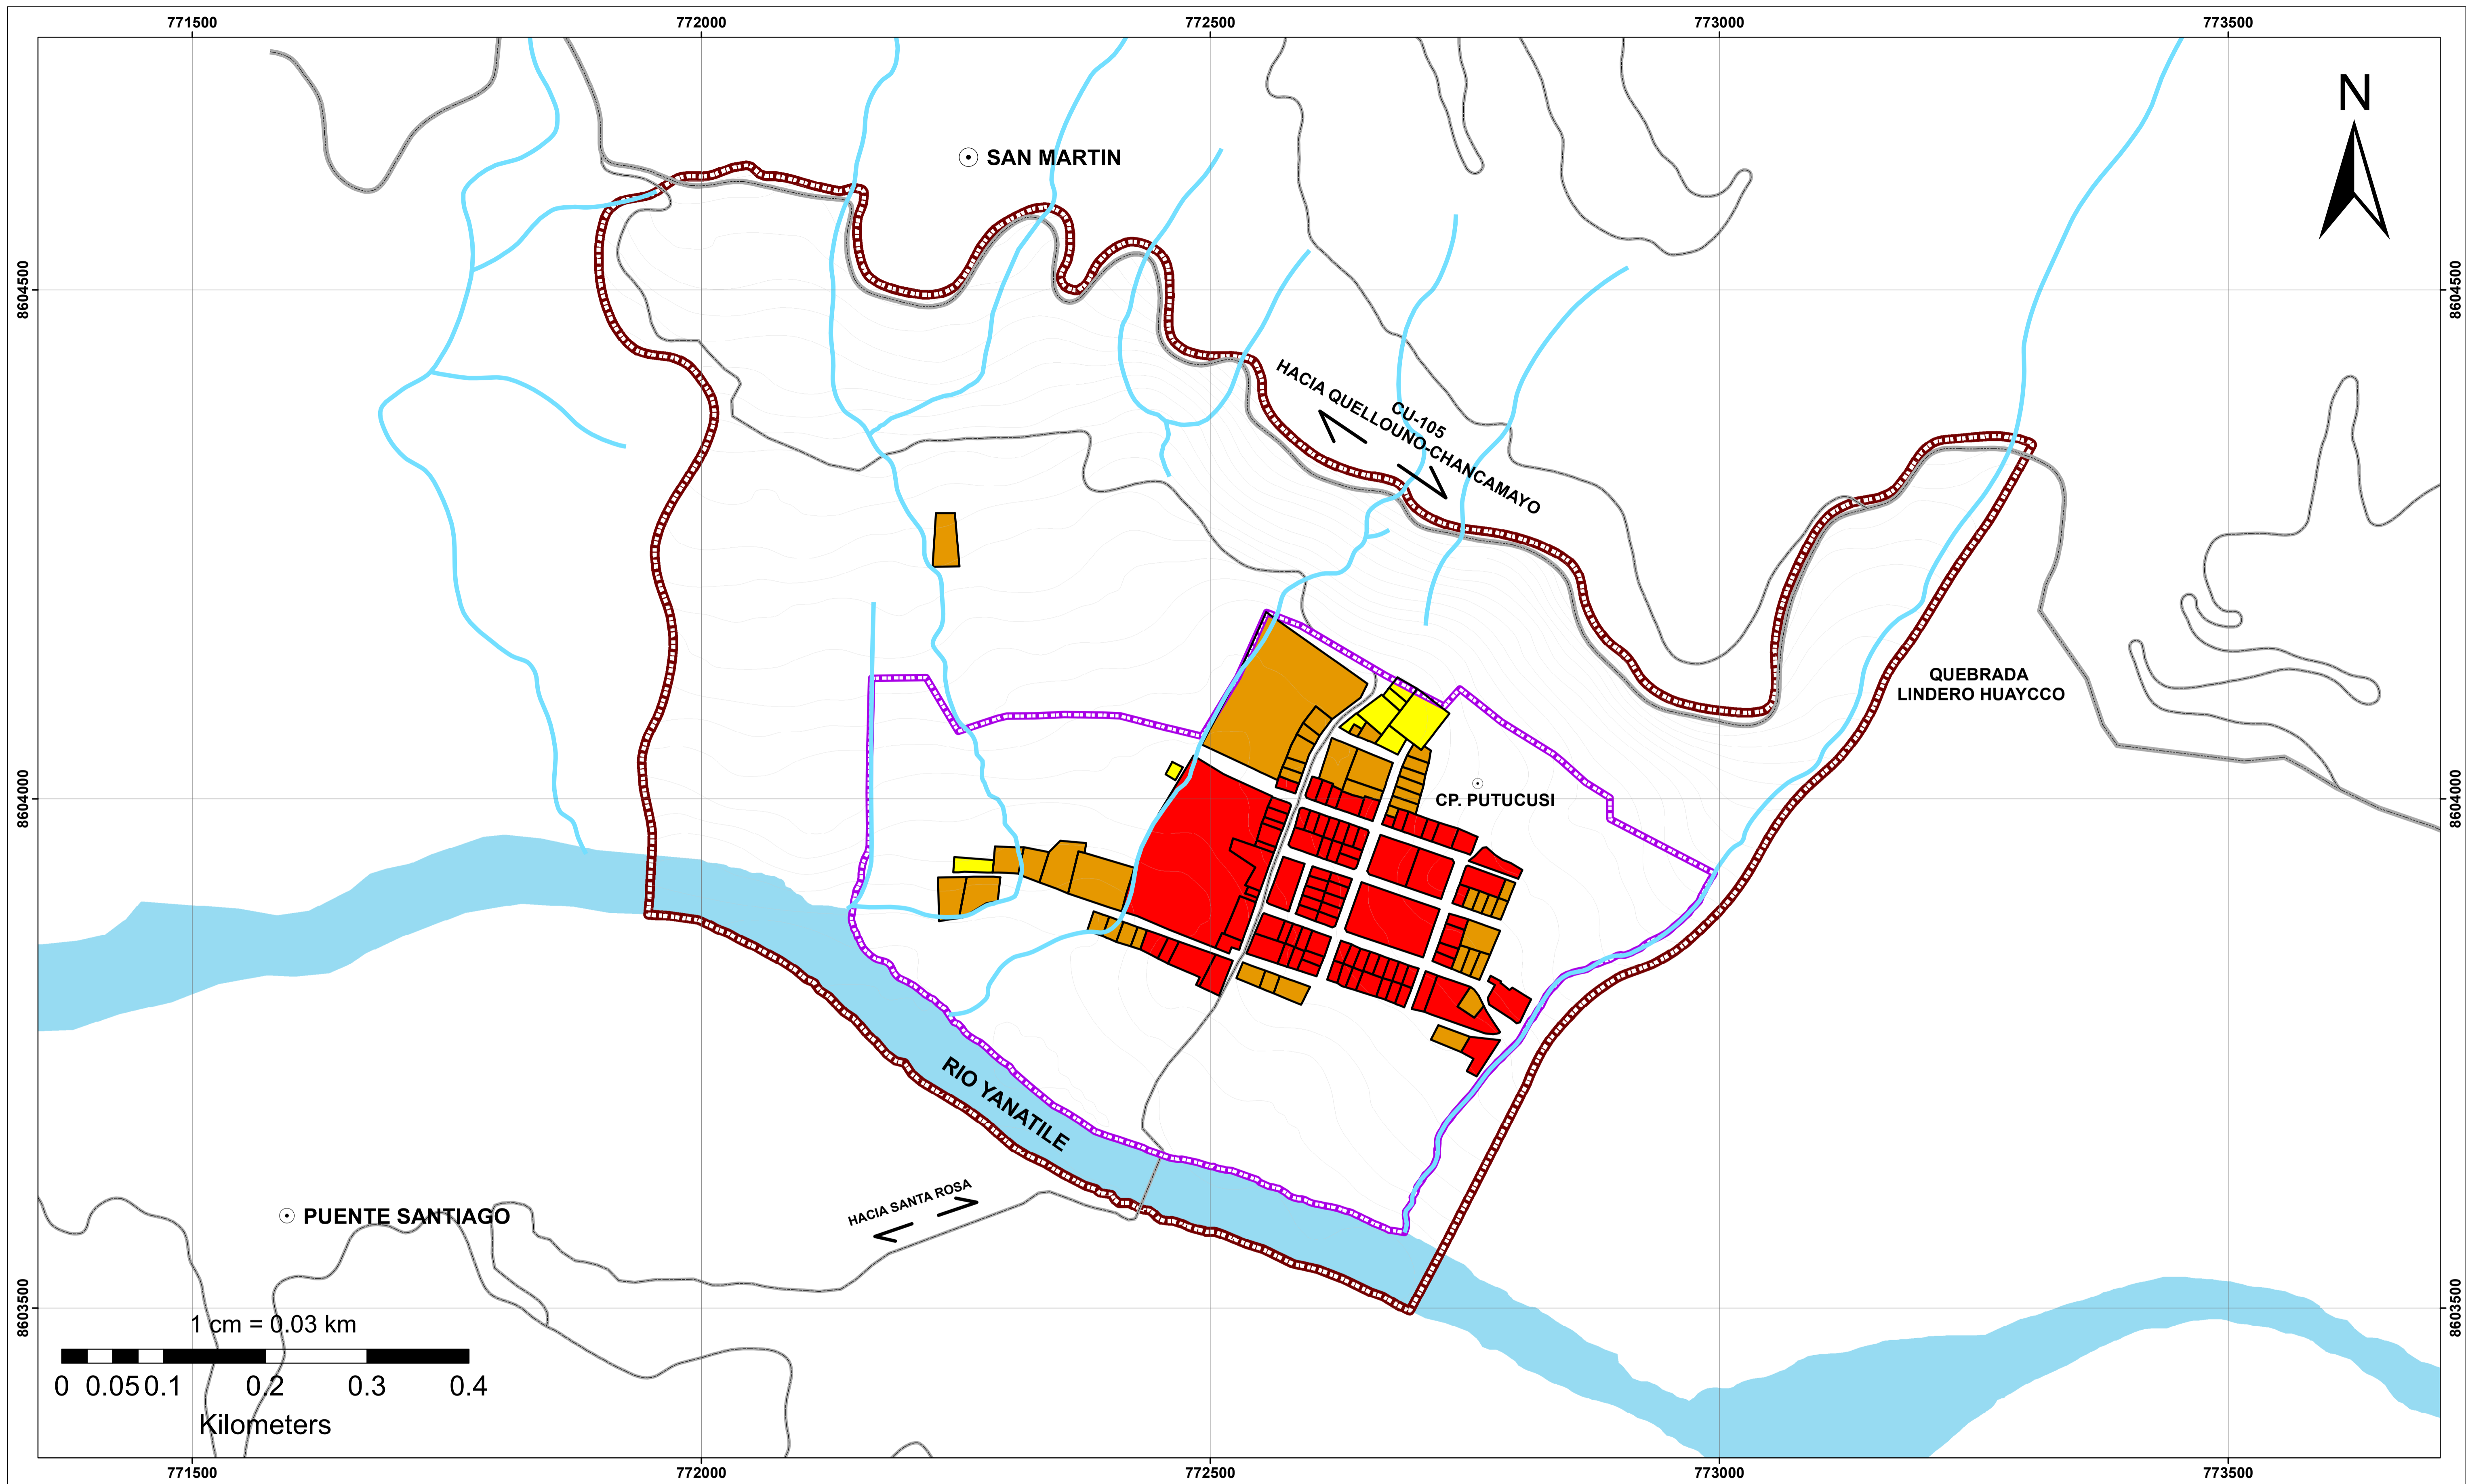 771500 772000 772500 773000 773500
N
SAN MARTIN
8604500 8604500
CU-105
HACIA QUELLOUNO-CHANCAMAYO
QUEBRADA
LINDERO HUAYCCO
8604000 8604000
CP. PUTUCUSI
RIO YANATILE
HACIA SANTA ROSA
PUENTE SANTIAGO
8603500 8603500
1 cm = 0.03 km
0 0.05 0.1 0.2 0.3 0.4
Kilometers
771500 772000 772500 773000 773500